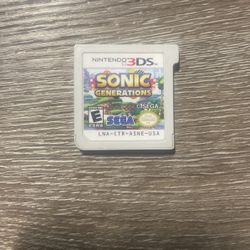 NINTENDO 3DS
SONIC
GENERATIONS
SEGA
E
SEGA
LNA-CTR-ASNE-USA